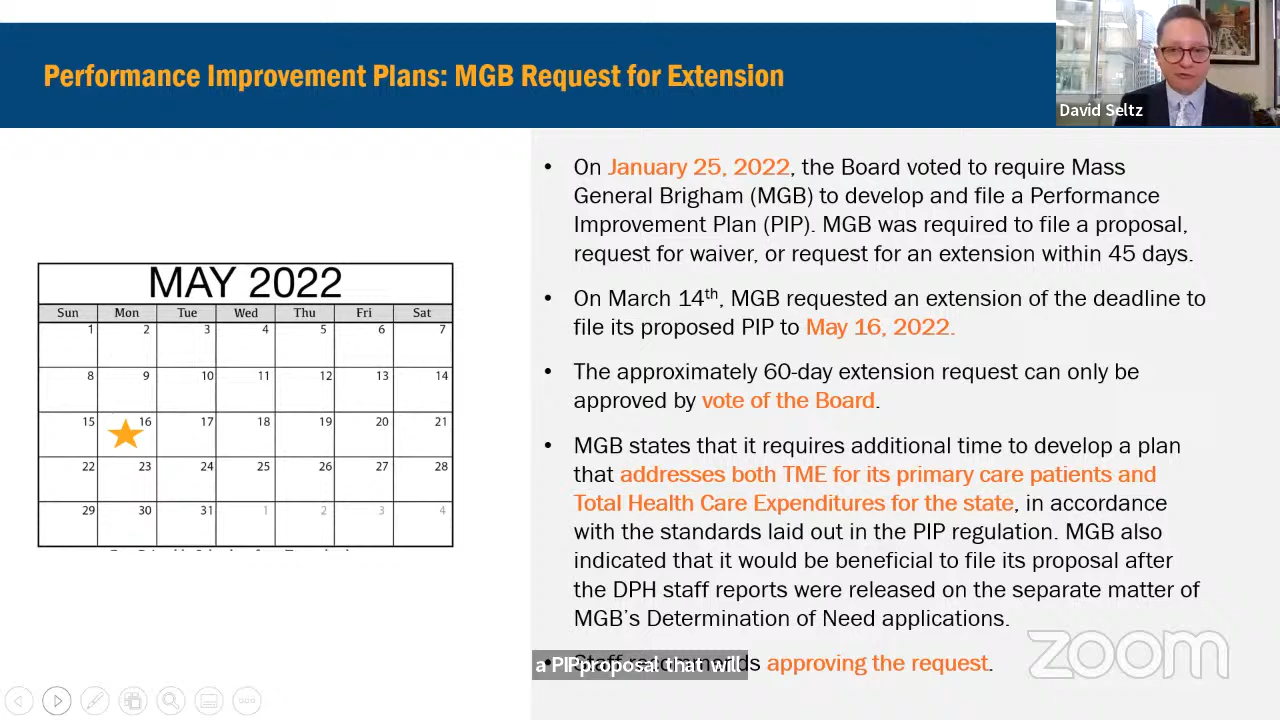 Performance Improvement Plans: MGB Request for Extension
David Seltz
MAY 2022
Sun Mon Tue Wed Thu Fri Sat
1 2 3 4 5 6 7
8 9 10 11 12 13 14
15 16 17 18 19 20 21
22 23 24 25 26 27 28
29 30 31 1 2 3 4
• On January 25, 2022, the Board voted to require Mass
General Brigham (MGB) to develop and file a Performance
Improvement Plan (PIP). MGB was required to file a proposal,
request for waiver, or request for an extension within 45 days.
• On March 14th, MGB requested an extension of the deadline to
file its proposed PIP to May 16, 2022.
• The approximately 60-day extension request can only be
approved by vote of the Board.
• MGB states that it requires additional time to develop a plan
that addresses both TME for its primary care patients and
Total Health Care Expenditures for the state, in accordance
with the standards laid out in the PIP regulation. MGB also
indicated that it would be beneficial to file its proposal after
the DPH staff reports were released on the separate matter of
MGB's Determination of Need applications.
approving the request.
a PIP proposal that will
zoom